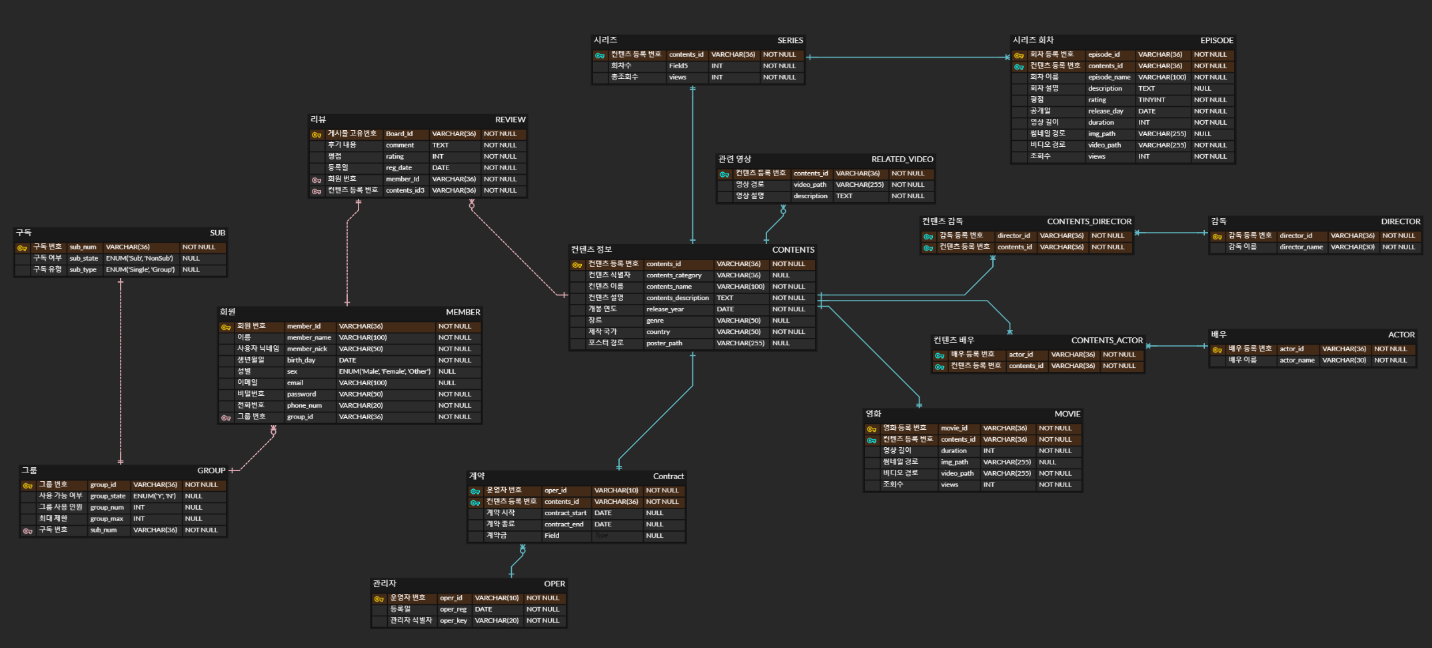 시리즈 SERIES
컨텐츠 등록 번호 contents_id VARCHAR(36) NOT NULL
회차수 Field5 INT NOT NULL
총조회수 views INT NOT NULL
시리즈 회차 EPISODE
회차 등록 번호 episode_id VARCHAR(36) NOT NULL
컨텐츠 등록 번호 contents_id VARCHAR(36) NOT NULL
회차 이름 episode_name VARCHAR(100) NOT NULL
회차 설명 description TEXT NULL
평점 rating TINYINT NOT NULL
공개일 release_day DATE NOT NULL
영상 길이 duration INT NOT NULL
썸네일 경로 img_path VARCHAR(255) NULL
비디오 경로 video_path VARCHAR(255) NOT NULL
조회수 views INT NOT NULL
리뷰 REVIEW
게시물 고유번호 Board_Id VARCHAR(36) NOT NULL
후기 내용 comment TEXT NOT NULL
평점 rating INT NOT NULL
등록일 reg_date DATE NOT NULL
회원 번호 member_Id VARCHAR(36) NOT NULL
컨텐츠 등록 번호 contents_id3 VARCHAR(36) NOT NULL
관련 영상 RELATED_VIDEO
컨텐츠 등록 번호 contents_id VARCHAR(36) NOT NULL
영상 경로 video_path VARCHAR(255) NOT NULL
영상 설명 description TEXT NOT NULL
컨텐츠 감독 CONTENTS_DIRECTOR
감독 등록 번호 director_id VARCHAR(36) NOT NULL
컨텐츠 등록 번호 contents_id VARCHAR(36) NOT NULL
감독 DIRECTOR
감독 등록 번호 director_id VARCHAR(36) NOT NULL
감독 이름 director_name VARCHAR(30) NOT NULL
구독 SUB
구독 번호 sub_num VARCHAR(36) NOT NULL
구독 여부 sub_state ENUM('Sub', 'NonSub') NULL
구독 유형 sub_type ENUM('Single', 'Group') NULL
컨텐츠 정보 CONTENTS
컨텐츠 등록 번호 contents_id VARCHAR(36) NOT NULL
컨텐츠 식별자 contents_category VARCHAR(36) NULL
컨텐츠 이름 contents_name VARCHAR(100) NOT NULL
컨텐츠 설명 contents_description TEXT NOT NULL
개봉 연도 release_year DATE NOT NULL
장르 genre VARCHAR(50) NULL
제작 국가 country VARCHAR(50) NOT NULL
포스터 경로 poster_path VARCHAR(255) NULL
회원 MEMBER
회원 번호 member_Id VARCHAR(36) NOT NULL
이름 member_name VARCHAR(100) NOT NULL
사용자 닉네임 member_nick VARCHAR(50) NOT NULL
생년월일 birth_day DATE NOT NULL
성별 sex ENUM('Male', 'Female', 'Other') NULL
이메일 email VARCHAR(100) NOT NULL
비밀번호 password VARCHAR(50) NOT NULL
전화번호 phone_num VARCHAR(20) NOT NULL
그룹 번호 group_id VARCHAR(36) NOT NULL
컨텐츠 배우 CONTENTS_ACTOR
배우 등록 번호 actor_id VARCHAR(36) NOT NULL
컨텐츠 등록 번호 contents_id VARCHAR(36) NOT NULL
배우 ACTOR
배우 등록 번호 actor_id VARCHAR(36) NOT NULL
배우 이름 actor_name VARCHAR(30) NOT NULL
영화 MOVIE
영화 등록 번호 movie_id VARCHAR(36) NOT NULL
컨텐츠 등록 번호 contents_id VARCHAR(36) NOT NULL
영상 길이 duration INT NOT NULL
썸네일 경로 img_path VARCHAR(255) NULL
비디오 경로 video_path VARCHAR(255) NOT NULL
조회수 views INT NOT NULL
그룹 GROUP
그룹 번호 group_id VARCHAR(36) NOT NULL
사용 가능 여부 group_state ENUM('Y', 'N') NULL
그룹 사용 인원 group_num INT NULL
최대 제한 group_max INT NULL
구독 번호 sub_num VARCHAR(36) NOT NULL
계약 Contract
운영자 번호 oper_id VARCHAR(10) NOT NULL
컨텐츠 등록 번호 contents_id VARCHAR(36) NOT NULL
계약 시작 contract_start DATE NULL
계약 종료 contract_end DATE NULL
계약금 Field Type NULL
관리자 OPER
운영자 번호 oper_id VARCHAR(10) NOT NULL
등록일 oper_reg DATE NOT NULL
관리자 식별자 oper_key VARCHAR(20) NOT NULL